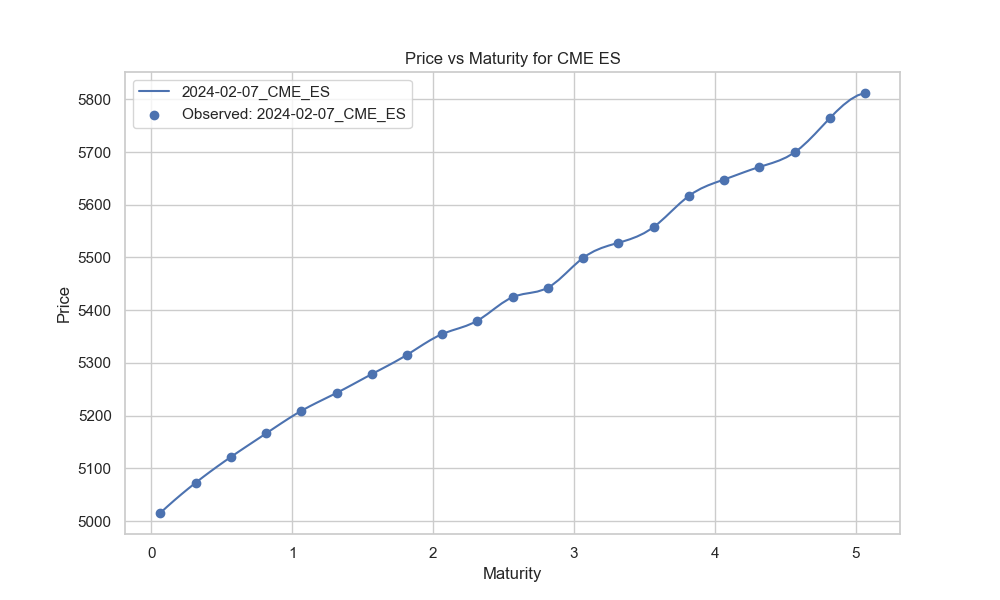 Price vs Maturity for CME ES
2024-02-07_CME_ES
Observed: 2024-02-07_CME_ES
Price
5800
5700
5600
5500
5400
5300
5200
5100
5000
0 1 2 3 4 5
Maturity